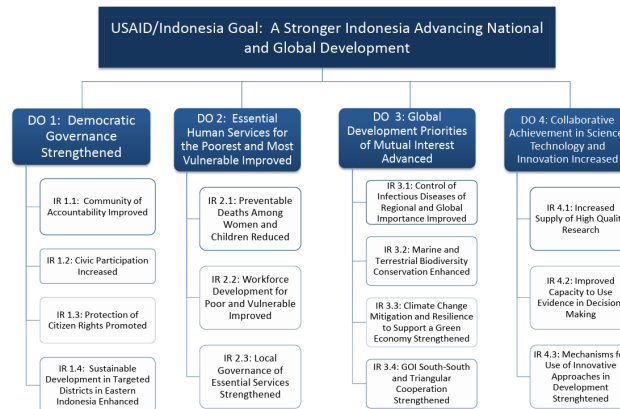 USAID/Indonesia Goal: A Stronger Indonesia Advancing National
and Global Development
DO 1: Democratic
Governance
Strengthened
IR 1.1: Community of
Accountability Improved
IR 1.2: Civic Participation
Increased
IR 1.3: Protection of
Citizen Rights Promoted
IR 1.4: Sustainable
Development in Targeted
Districts in Eastern
Indonesia Enhanced
DO 2: Essential
Human Services for
the Poorest and Most
Vulnerable Improved
IR 2.1: Preventable
Deaths Among
Women and
Children Reduced
IR 2.2: Workforce
Development for
Poor and Vulnerable
Improved
IR 2.3: Local
Governance of
Essential Services
Strengthened
DO 3: Global
Development Priorities
of Mutual Interest
Advanced
IR 3.1: Control of
Infectious Diseases of
Regional and Global
Importance Improved
IR 3.2: Marine and
Terrestrial Biodiversity
Conservation Enhanced
IR 3.3: Climate Change
Mitigation and Resilience
to Support a Green
Economy Strengthened
IR 3.4: GOI South-South
and Triangular
Cooperation
Strengthened
DO 4: Collaborative
Achievement in Science
Technology and
Innovation Increased
IR 4.1: Increased
Supply of High Quality
Research
IR 4.2: Improved
Capacity to Use
Evidence in Decision
Making
IR 4.3: Mechanisms fo
Use of Innovative
Approaches in
Development
Strenghtened